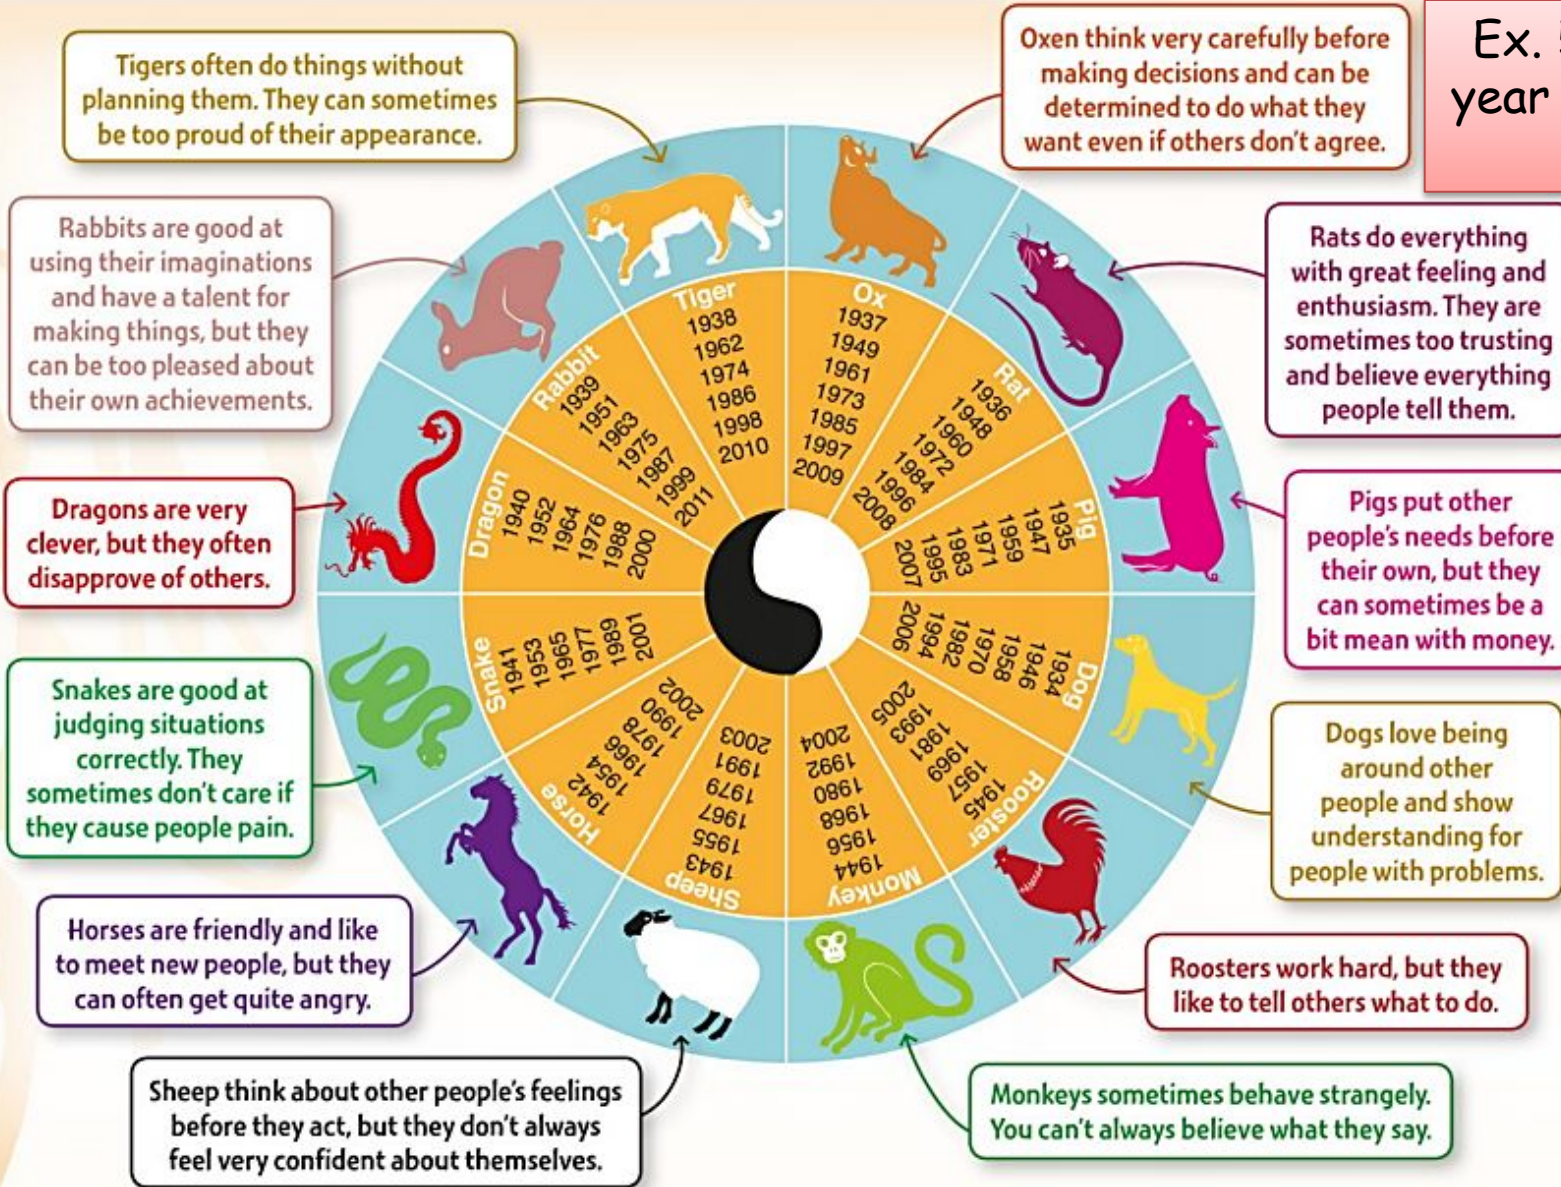 Tigers often do things without
planning them. They can sometimes
be too proud of their appearance.
Oxen think very carefully before
making decisions and can be
determined to do what they
want even if others don't agree.
Ex.
year
Rabbits are good at
using their imaginations
and have a talent for
making things, but they
can be too pleased about
their own achievements.
Rats do everything
with great feeling and
enthusiasm. They are
sometimes too trusting
and believe everything
people tell them.
Dragons are very
clever, but they often
disapprove of others.
Pigs put other
people's needs before
their own, but they
can sometimes be a
bit mean with money.
Snakes are good at
judging situations
correctly. They
sometimes don't care if
they cause people pain.
Dogs love being
around other
people and show
understanding for
people with problems.
Horses are friendly and like
to meet new people, but they
can often get quite angry.
Roosters work hard, but they
like to tell others what to do.
Sheep think about other people's feelings
before they act, but they don't always
feel very confident about themselves.
Monkeys sometimes behave strangely.
You can't always believe what they say.
Tiger
1938
1962
1974
1986
1998
2010
Ox
1937
1949
1961
1973
1985
1997
2009
Rat
1936
1948
1960
1972
1984
1996
2008
Pig
1935
1947
1959
1971
1983
1995
2007
Dog
1934
1946
1958
1970
1982
1994
2006
Rooster
1945
1957
1969
1981
1993
2005
Monkey
1944
1956
1968
1980
1992
2004
Sheep
1943
1955
1967
1979
1991
2003
Horse
1942
1954
1966
1978
1990
2002
Snake
1941
1953
1965
1977
1989
2001
Dragon
1940
1952
1964
1976
1988
2000
Rabbit
1939
1951
1963
1975
1987
1999
2011